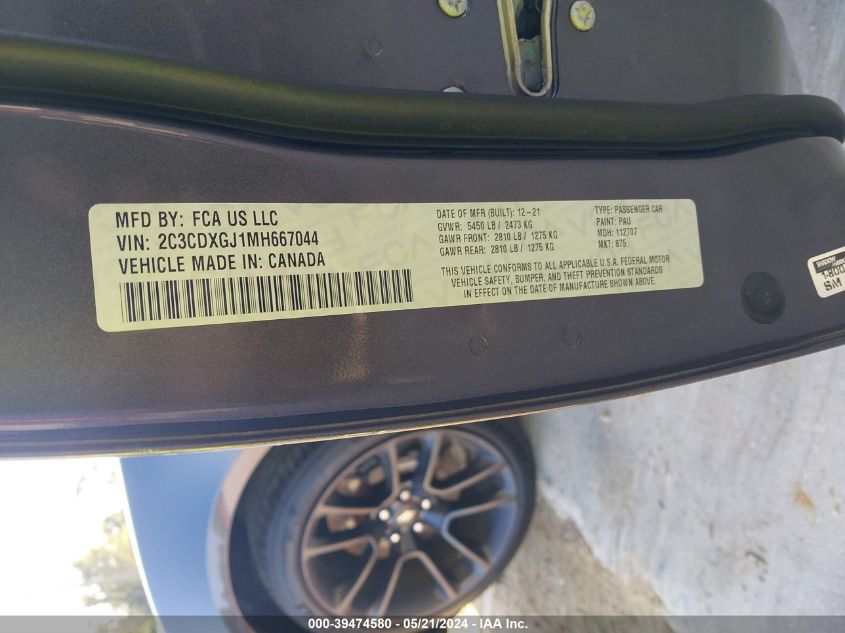 MFD BY: FCA US LLC
VIN: 2C3CDXGJ1MH667044
VEHICLE MADE IN: CANADA
DATE OF MFR (BUILT): 12-21
GVWR: 5450 LB / 2473 KG
GAWR FRONT: 2810 LB / 1275 KG
GAWR REAR: 2810 LB / 1275 KG
TYPE: PASSENGER CAR
PAINT: PAU
MDH: 112707
MKT: 875
THIS VEHICLE CONFORMS TO ALL APPLICABLE U.S.A. FEDERAL MOTOR
VEHICLE SAFETY, BUMPER, AND THEFT PREVENTION STANDARDS
IN EFFECT ON THE DATE OF MANUFACTURE SHOWN ABOVE.
000-39474580 - 05/21/2024 - IAA Inc.